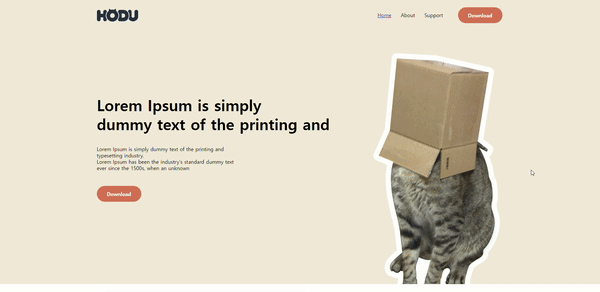 KODU
Home About Support Download
Lorem Ipsum is simply
dummy text of the printing and
Lorem Ipsum is simply dummy text of the printing and
typesetting industry.
Lorem Ipsum has been the industry's standard dummy text
ever since the 1500s, when an unknown
Download